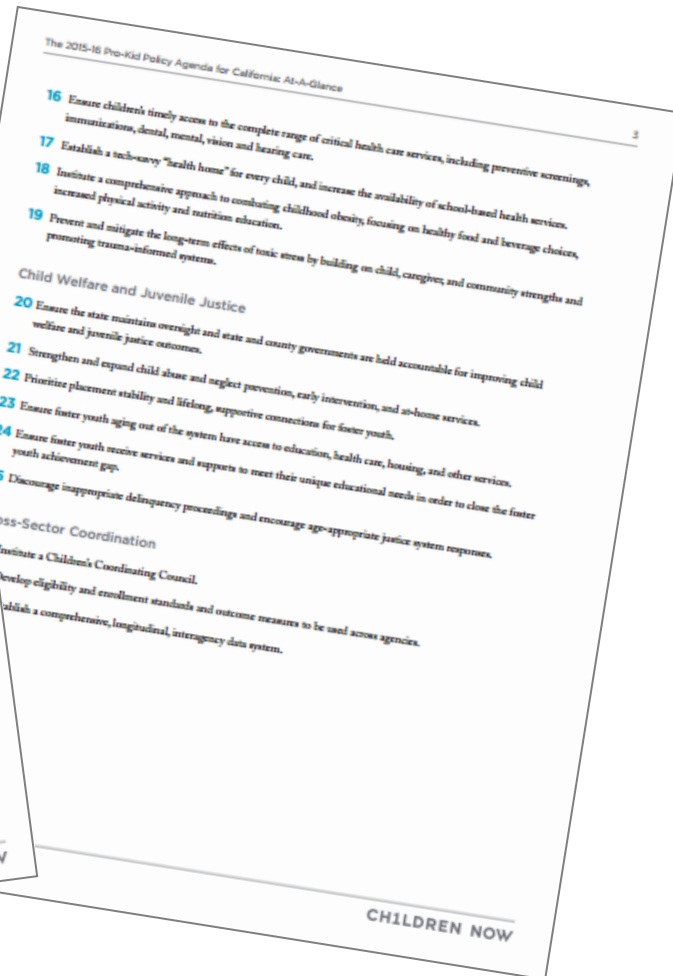 The 2015-16 Pro-Kid Policy Agenda for California: At-A-Glance
3
16 Ensure children's timely access to the complete range of critical health care services, including preventive screenings,
immunizations, dental, mental, vision and hearing care.
17 Establish a tech-savvy "health home" for every child, and increase the availability of school-based health services.
18 Institute a comprehensive approach to combating childhood obesity, focusing on healthy food and beverage choices,
increased physical activity and nutrition education.
19 Prevent and mitigate the long-term effects of toxic stress by building on child, caregiver, and community strengths and
promoting trauma-informed systems.
Child Welfare and Juvenile Justice
20 Ensure the state maintains oversight and state and county governments are held accountable for improving child
welfare and juvenile justice outcomes.
21 Strengthen and expand child abuse and neglect prevention, early intervention, and at-home services.
22 Prioritize placement stability and lifelong, supportive connections for foster youth.
23 Ensure foster youth aging out of the system have access to education, health care, housing, and other services.
24 Ensure foster youth receive services and supports to meet their unique educational needs in order to close the foster
youth achievement gap.
5 Discourage inappropriate delinquency proceedings and encourage age-appropriate justice system responses.
oss-Sector Coordination
Institute a Children's Coordinating Council.
Develop eligibility and enrollment standards and outcome measures to be used across agencies.
ablish a comprehensive, longitudinal, interagency data system.
W
CH1LDREN NOW